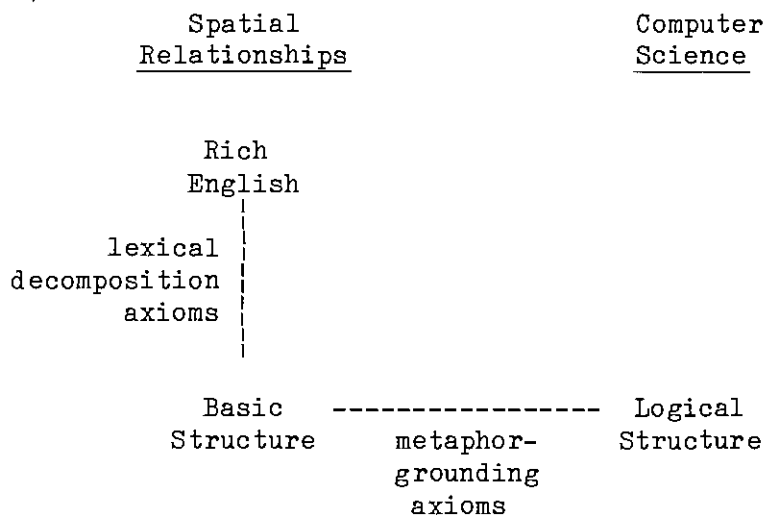 Spatial Computer
Relationships Science
Rich
English
lexical
decomposition
axioms
Basic ----------------- Logical
Structure metaphor- Structure
grounding
axioms